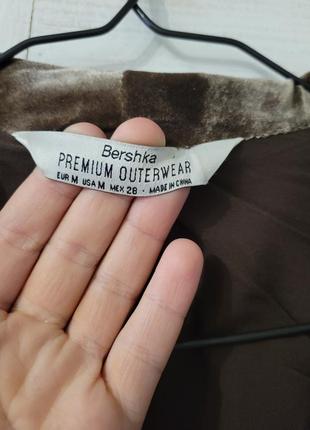 Bershka
PREMIUM OUTERWEAR
EUR M USA M MEX 28 • MADE IN CHINA